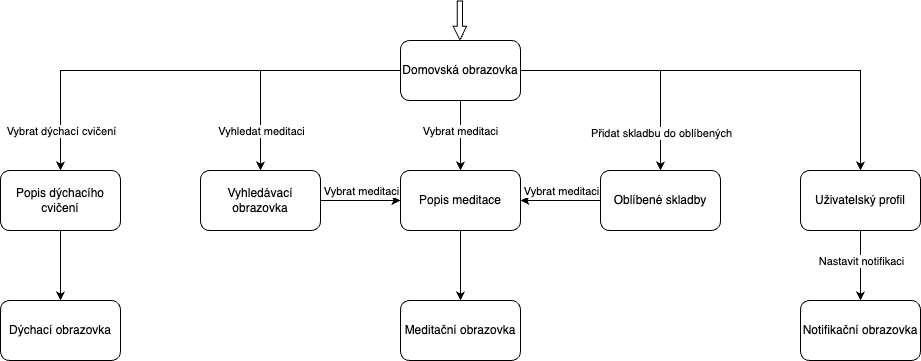 Domovská obrazovka
Vybrat dýchací cvičení
Vyhledat meditaci
Vybrat meditaci
Přidat skladbu do oblíbených
Popis dýchacího
cvičení
Vyhledávací
obrazovka
Vybrat meditaci
Popis meditace
Vybrat meditaci
Oblíbené skladby
Uživatelský profil
Nastavit notifikaci
Dýchací obrazovka
Meditační obrazovka
Notifikační obrazovka